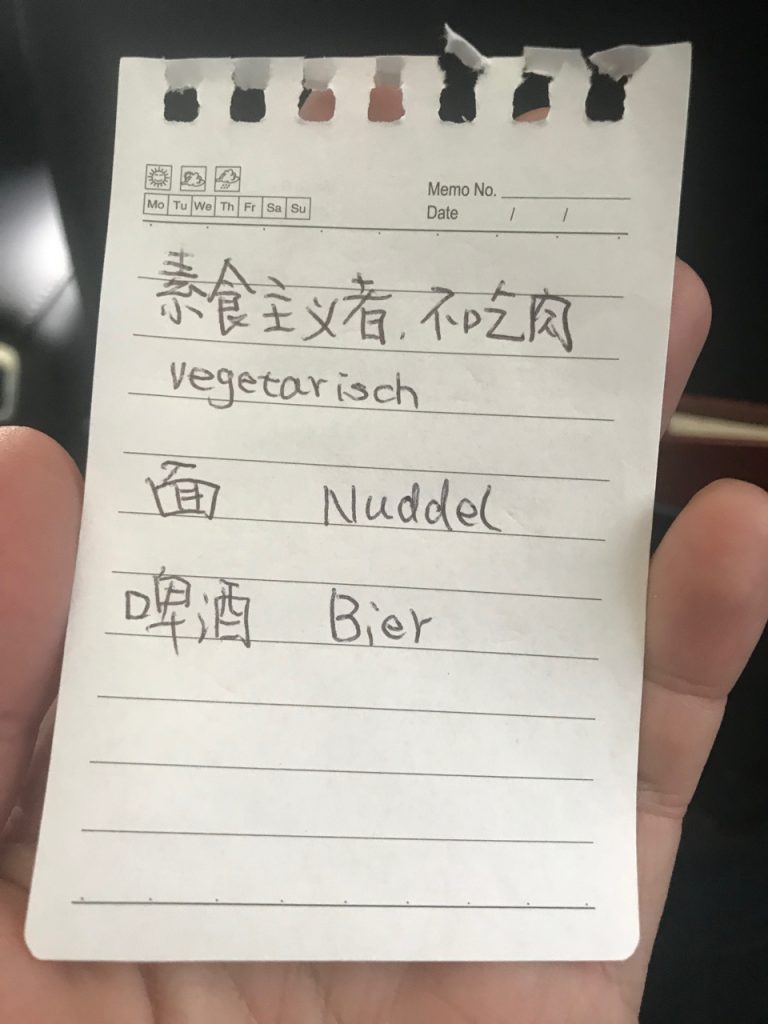 Mo Tu We Th Fr Sa Su
Memo No.
Date / /
素食主义者,不吃肉
vegetarisch
面 Nuddel
啤酒 Bier